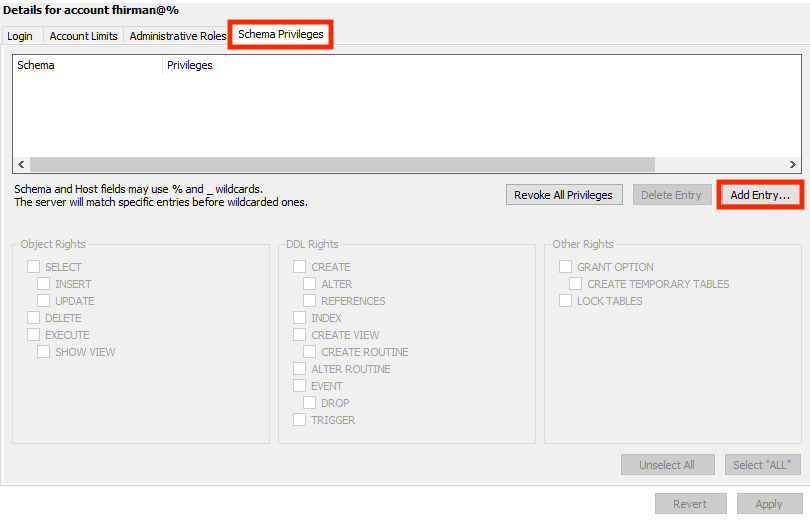 Details for account fhirman@%
Login Account Limits Administrative Roles Schema Privileges
Schema Privileges
Schema and Host fields may use % and _ wildcards.
The server will match specific entries before wildcarded ones.
Revoke All Privileges Delete Entry Add Entry...
Object Rights
SELECT
INSERT
UPDATE
DELETE
EXECUTE
SHOW VIEW
DDL Rights
CREATE
ALTER
REFERENCES
INDEX
CREATE VIEW
CREATE ROUTINE
ALTER ROUTINE
EVENT
DROP
TRIGGER
Other Rights
GRANT OPTION
CREATE TEMPORARY TABLES
LOCK TABLES
Unselect All Select "ALL"
Revert Apply